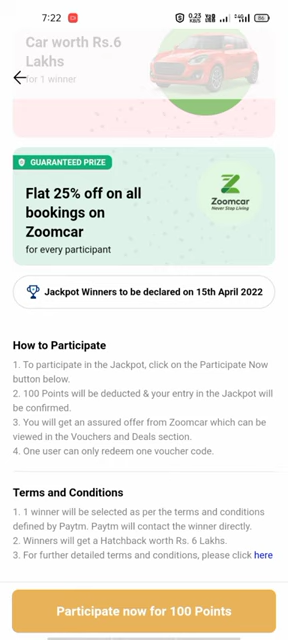 7:22
Car worth Rs.6
Lakhs
for 1 winner
GUARANTEED PRIZE
Flat 25% off on all
bookings on
Zoomcar
for every participant
Zoomcar
Never Stop Living
Jackpot Winners to be declared on 15th April 2022
How to Participate
1. To participate in the Jackpot, click on the Participate Now
button below.
2. 100 Points will be deducted & your entry in the Jackpot will
be confirmed.
3. You will get an assured offer from Zoomcar which can be
viewed in the Vouchers and Deals section.
4. One user can only redeem one voucher code.
Terms and Conditions
1. 1 winner will be selected as per the terms and conditions
defined by Paytm. Paytm will contact the winner directly.
2. Winners will get a Hatchback worth Rs. 6 Lakhs.
3. For further detailed terms and conditions, please click here
Participate now for 100 Points